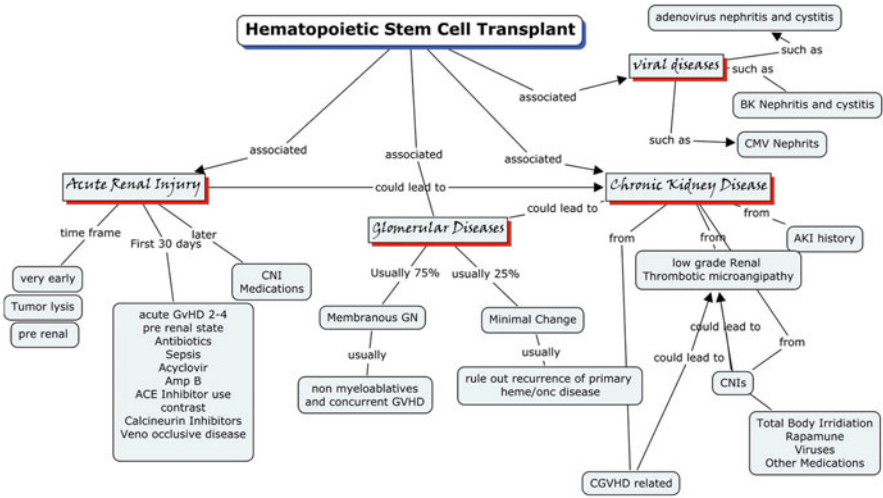 Hematopoietic Stem Cell Transplant
adenovirus nephritis and cystitis
such as
viral diseases
such as
BK Nephritis and cystitis
such as
CMV Nephrits
associated
associated
associated
associated
Acute Renal Injury
could lead to
Chronic Kidney Disease
could lead to
Glomerular Diseases
time frame
First 30 days
later
very early
Tumor lysis
pre renal
CNI
Medications
acute GvHD 2-4
pre renal state
Antibiotics
Sepsis
Acyclovir
Amp B
ACE Inhibitor use
contrast
Calcineurin Inhibitors
Veno occlusive disease
Usually 75%
usually 25%
Membranous GN
Minimal Change
usually
usually
non myeloablatives
and concurrent GVHD
rule out recurrence of primary
heme/onc disease
from
from
from
AKI history
low grade Renal
Thrombotic microangipathy
could lead to
could lead to
from
CNIs
Total Body Irridiation
Rapamune
Viruses
Other Medications
CGVHD related